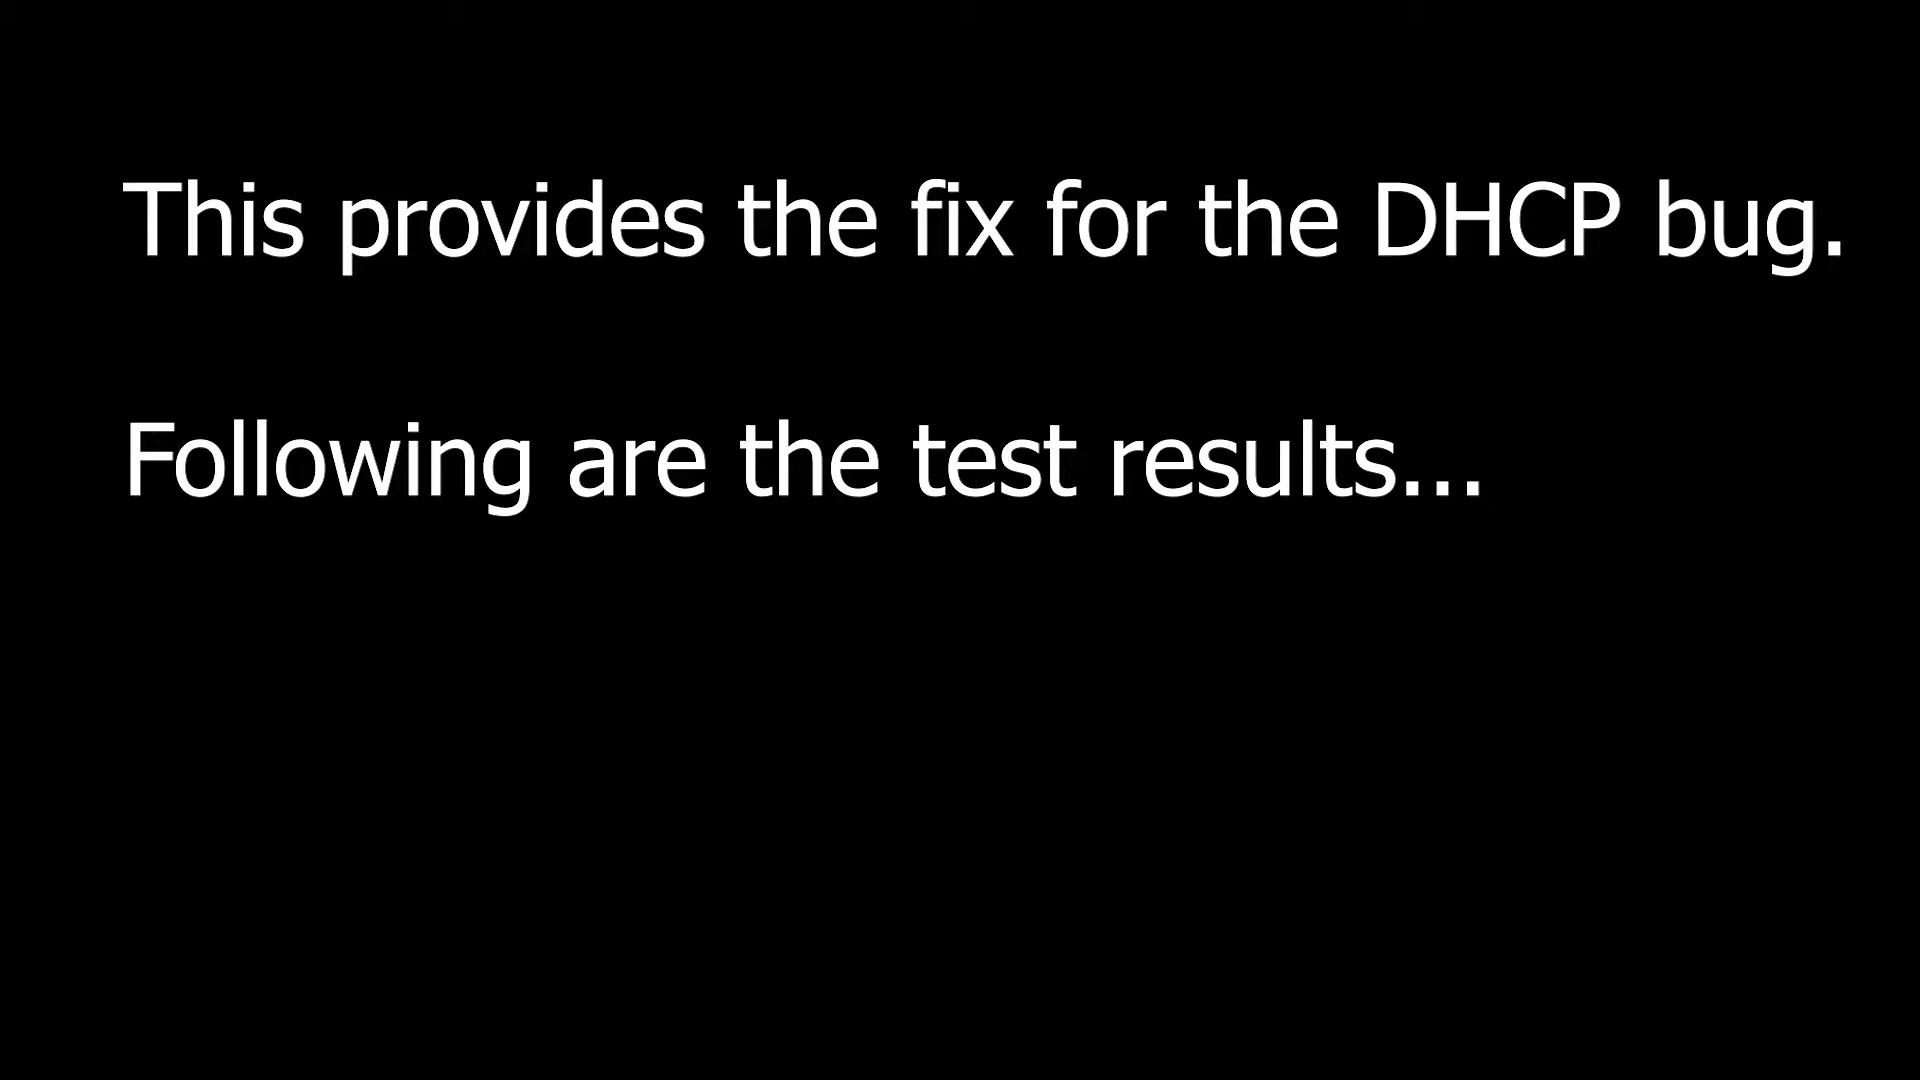 This provides the fix for the DHCP bug.
Following are the test results...